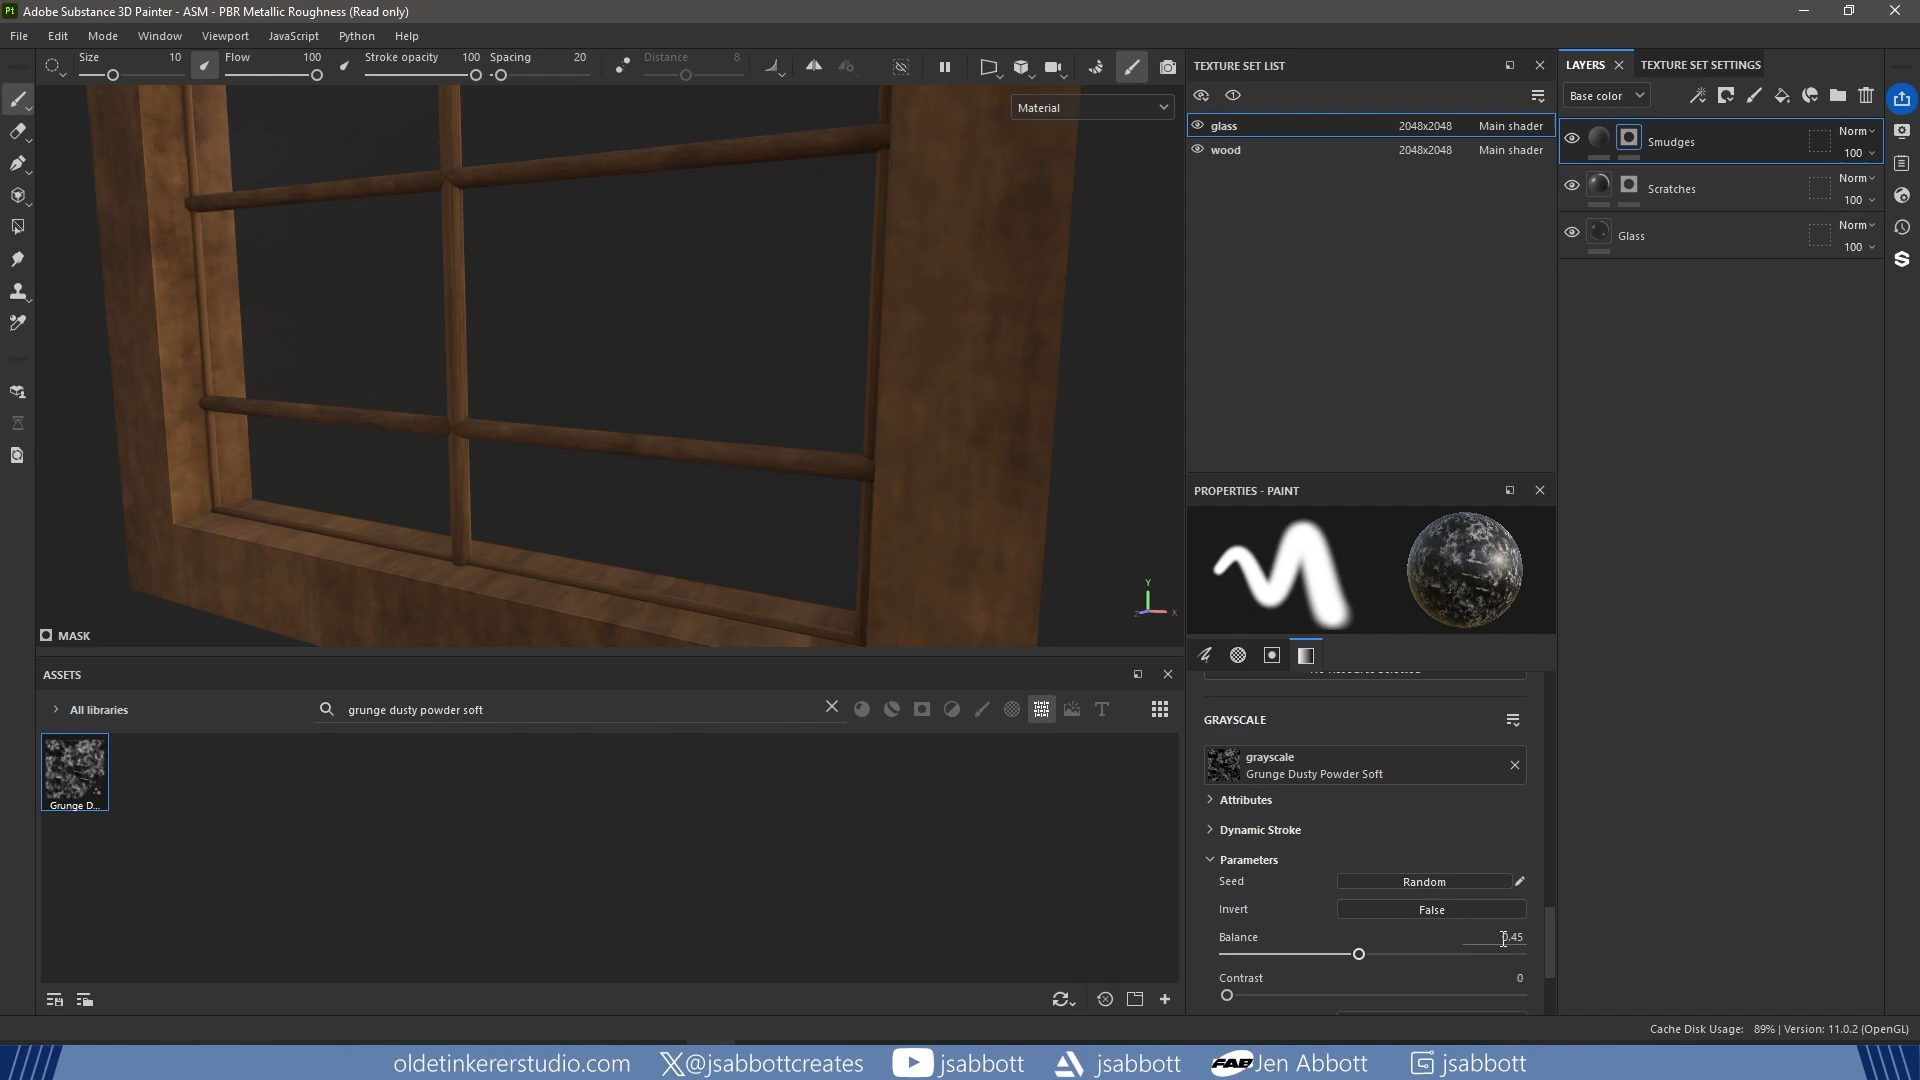 Pt Adobe Substance 3D Painter - ASM - PBR Metallic Roughness (Read only)
File Edit Mode Window Viewport JavaScript Python Help
Size 10 Flow 100 Stroke opacity 100 Spacing 20 Distance 8
Material
MASK
Y
X
ASSETS
All libraries
grunge dusty powder soft
T
Grunge D...
TEXTURE SET LIST
glass 2048x2048 Main shader
wood 2048x2048 Main shader
PROPERTIES - PAINT
GRAYSCALE
grayscale
Grunge Dusty Powder Soft
Attributes
Dynamic Stroke
Parameters
Seed Random
Invert False
Balance 0.45
Contrast 0
LAYERS TEXTURE SET SETTINGS
Base color
Smudges Norm 100
Scratches Norm 100
Glass Norm 100
Cache Disk Usage: 89% | Version: 11.0.2 (OpenGL)
oldetinkererstudio.com @jsabbottcreates jsabbott jsabbott FAB Jen Abbott jsabbott